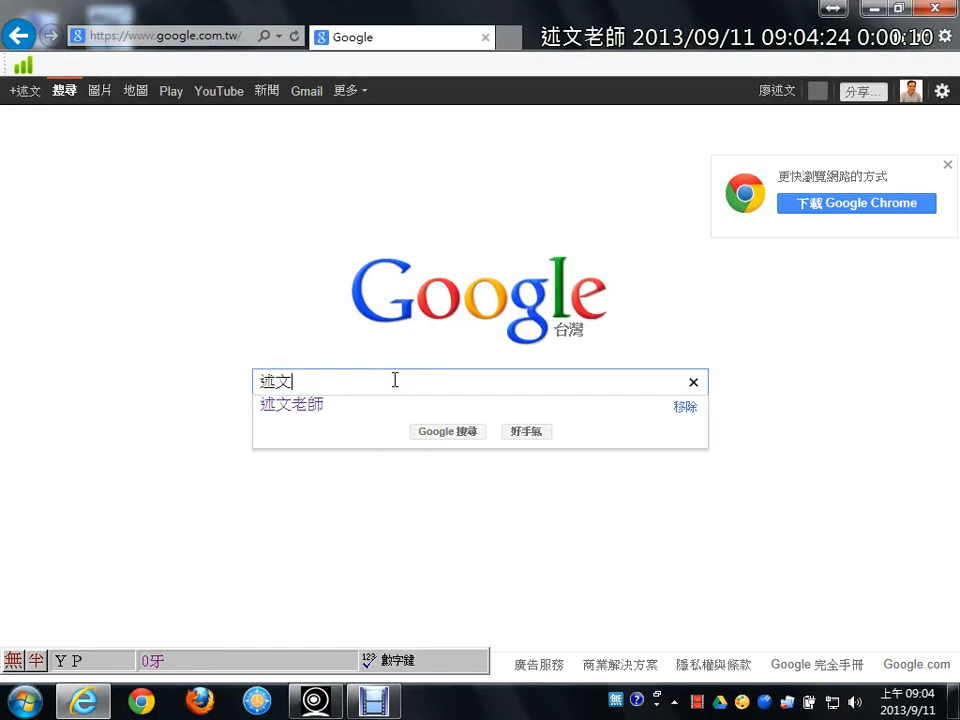 https://www.google.com.tw/
Google
述文老師 2013/09/11 09:04:24 0:00:10
+述文 搜尋 圖片 地圖 Play YouTube 新聞 Gmail 更多
廖述文 分享...
更快瀏覽網路的方式
下載 Google Chrome
Google
台灣
述文
述文老師 移除
Google 搜尋 好手氣
無 半 Y P 0牙 123 數字鍵
廣告服務 商業解決方案 隱私權與條款 Google 完全手冊 Google.com
無
上午 09:04
2013/9/11